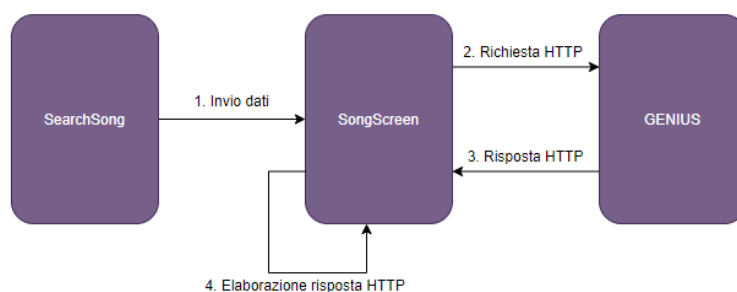 2. Richiesta HTTP
1. Invio dati
SearchSong
SongScreen
GENIUS
3. Risposta HTTP
4. Elaborazione risposta HTTP